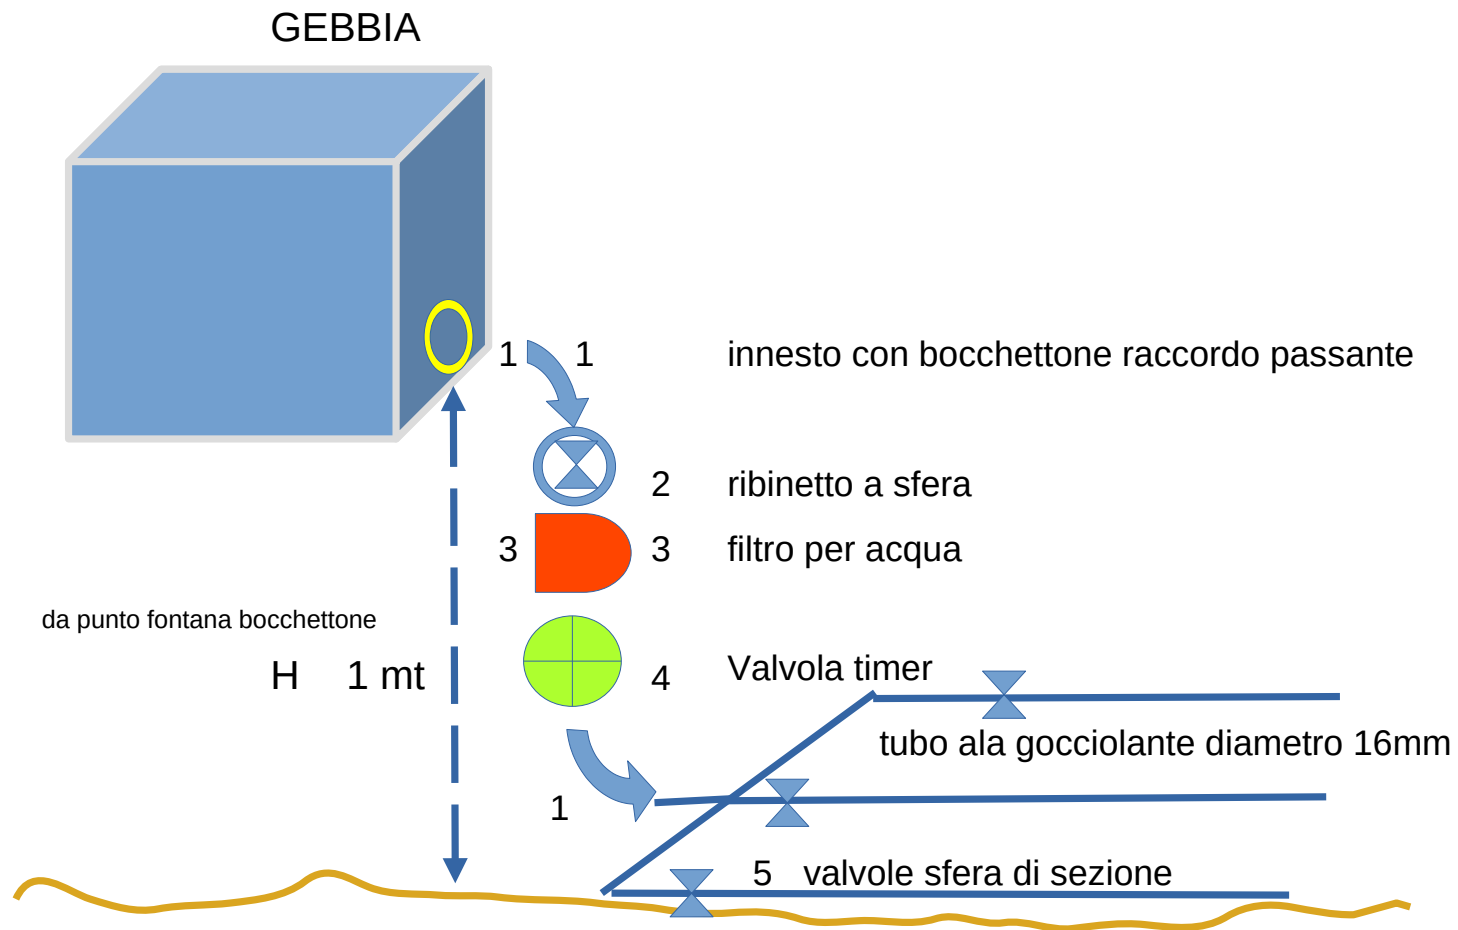 GEBBIA
1 1 innesto con bocchettone raccordo passante
2 ribinetto a sfera
3 3 filtro per acqua
da punto fontana bocchettone
H 1 mt
4 Valvola timer
tubo ala gocciolante diametro 16mm
1
5 valvole sfera di sezione